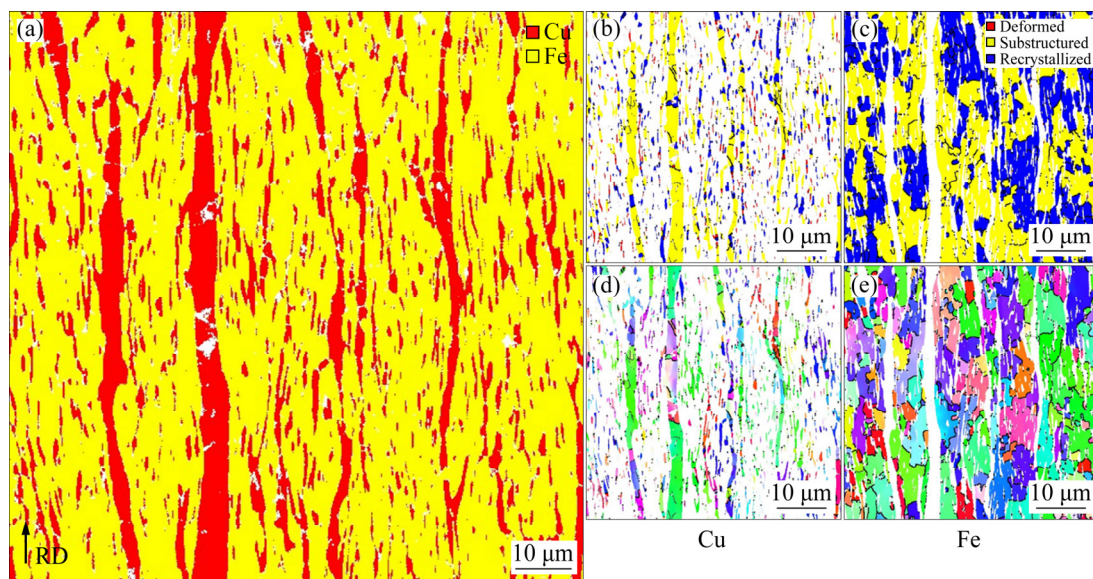 (a)
Cu
Fe
RD
10 μm
(b)
10 μm
(c)
Deformed
Substructured
Recrystallized
10 μm
(d)
10 μm
(e)
10 μm
Cu
Fe